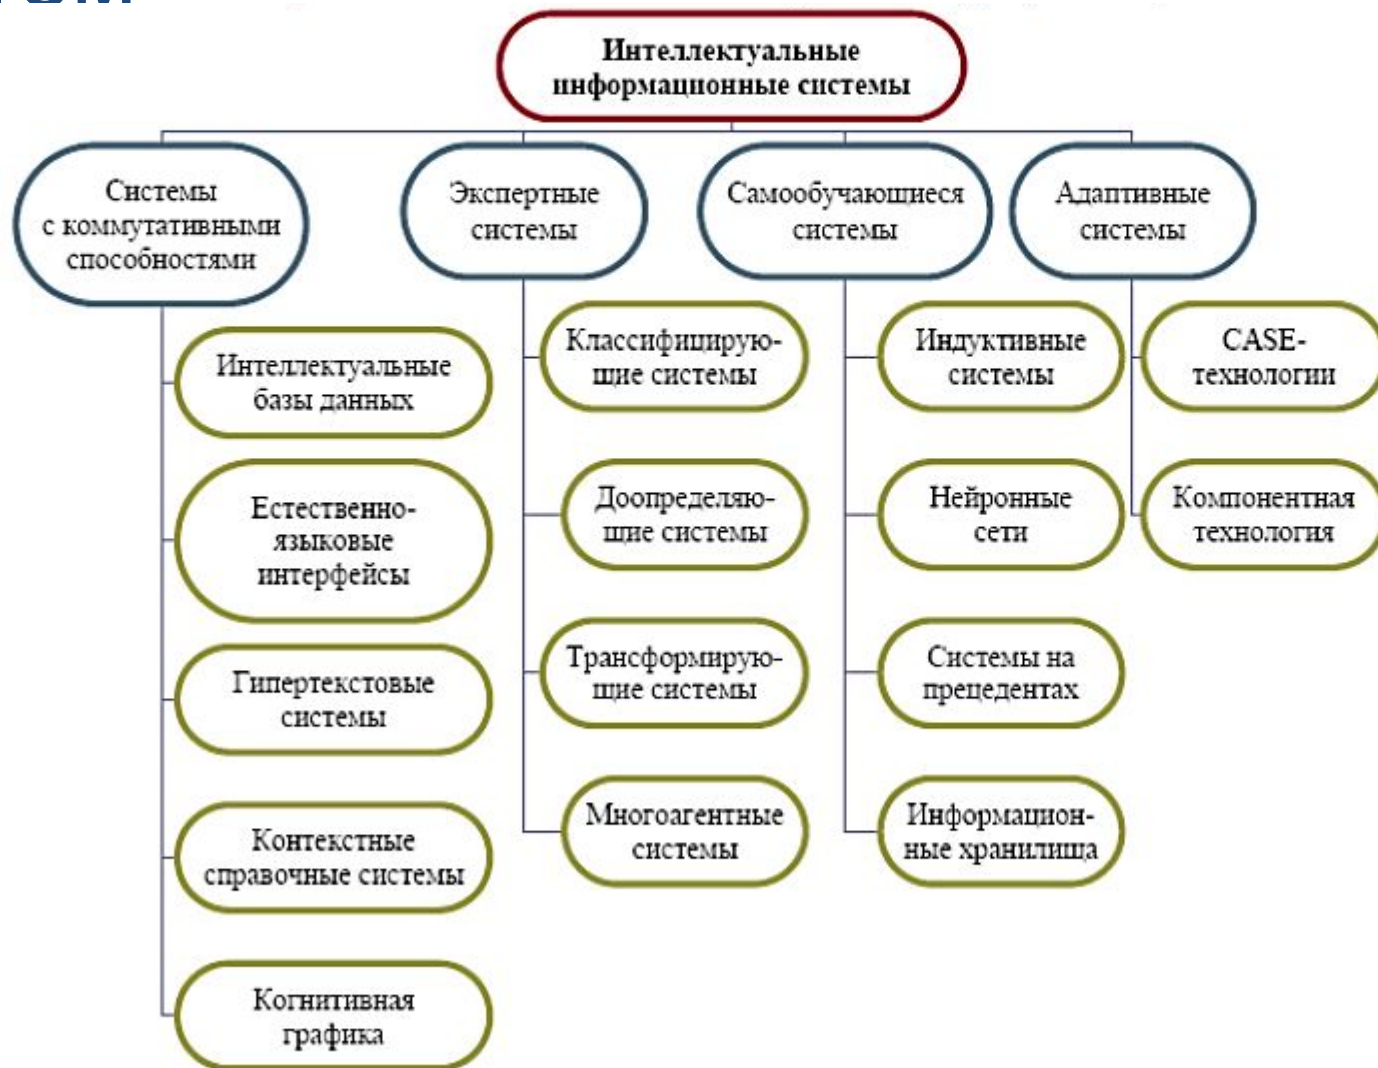 Интеллектуальные
информационные системы
Системы
с коммутативными
способностями
Экспертные
системы
Самообучающиеся
системы
Адаптивные
системы
Интеллектуальные
базы данных
Естественно-
языковые
интерфейсы
Гипертекстовые
системы
Контекстные
справочные системы
Когнитивная
графика
Классифицирую-
щие системы
Доопределяю-
щие системы
Трансформирую-
щие системы
Многоагентные
системы
Индуктивные
системы
Нейронные
сети
Системы на
прецедентах
Информацион-
ные хранилища
CASE-
технологии
Компонентная
технология